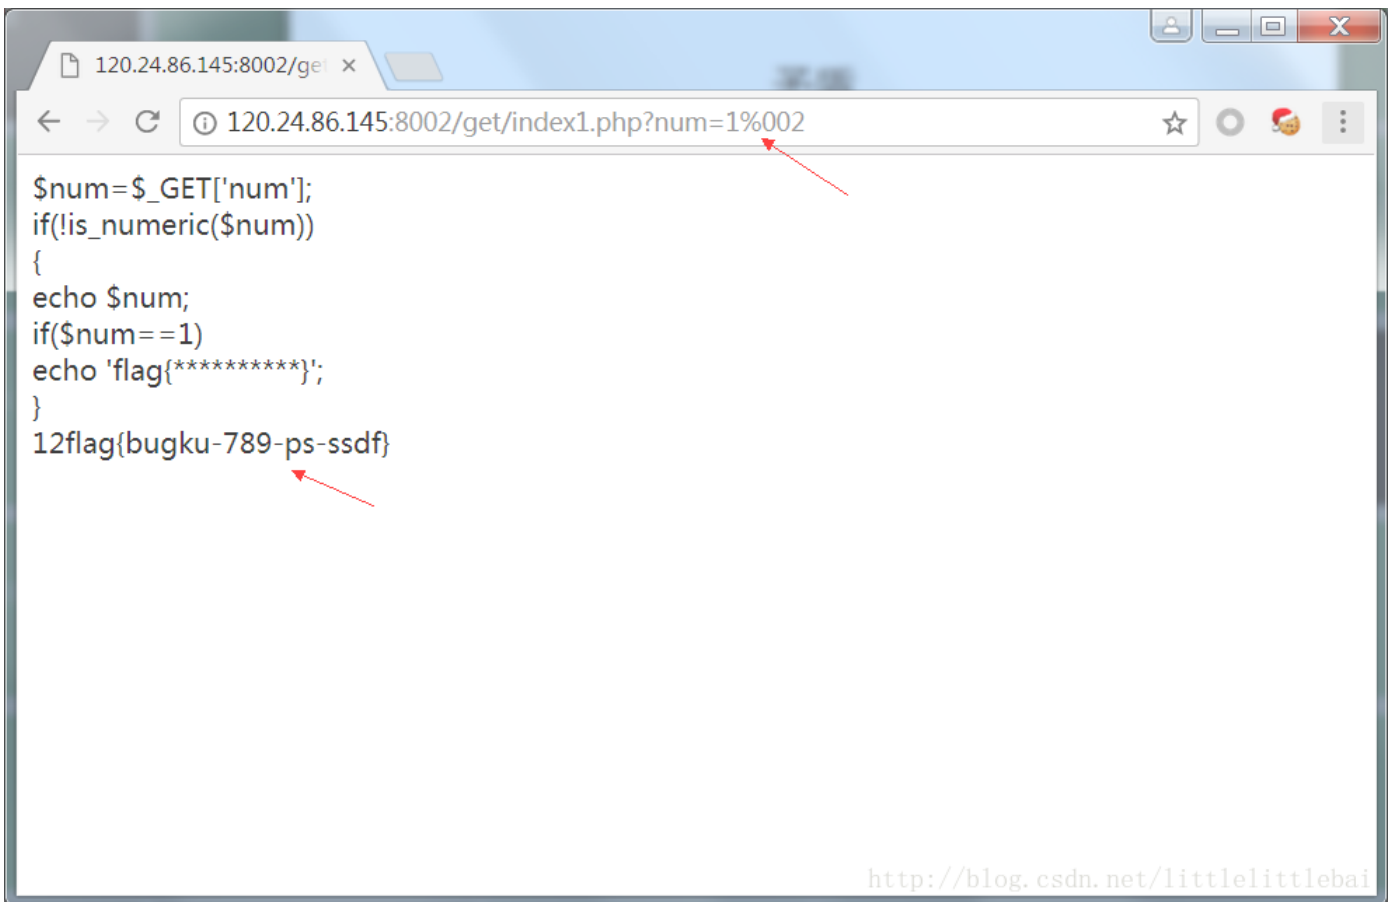 120.24.86.145:8002/get
120.24.86.145:8002/get/index1.php?num=1%002
$num=$_GET['num'];
if(!is_numeric($num))
{
echo $num;
if($num==1)
echo 'flag{**********}';
}
12flag{bugku-789-ps-ssdf}
http://blog.csdn.net/littlelittlebai